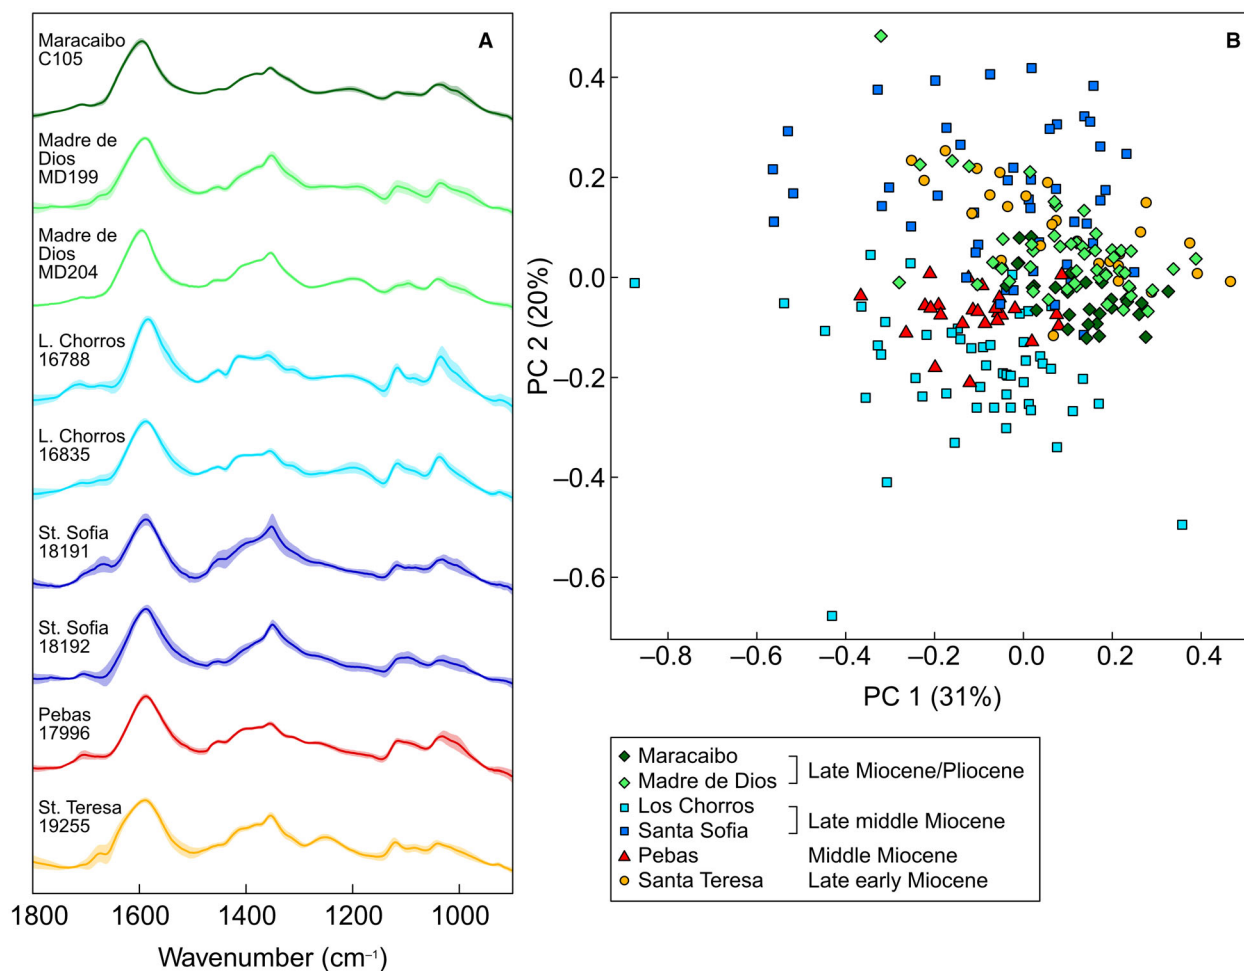 A
Maracaibo
C105
Madre de
Dios
MD199
Madre de
Dios
MD204
L. Chorros
16788
L. Chorros
16835
St. Sofia
18191
St. Sofia
18192
Pebas
17996
St. Teresa
19255
1800 1600 1400 1200 1000
Wavenumber (cm⁻¹)
B
0.4
0.2
0.0
–0.2
–0.4
–0.6
PC 2 (20%)
–0.8 –0.6 –0.4 –0.2 0.0 0.2 0.4
PC 1 (31%)
Maracaibo
Madre de Dios
Late Miocene/Pliocene
Los Chorros
Santa Sofia
Late middle Miocene
Pebas Middle Miocene
Santa Teresa Late early Miocene